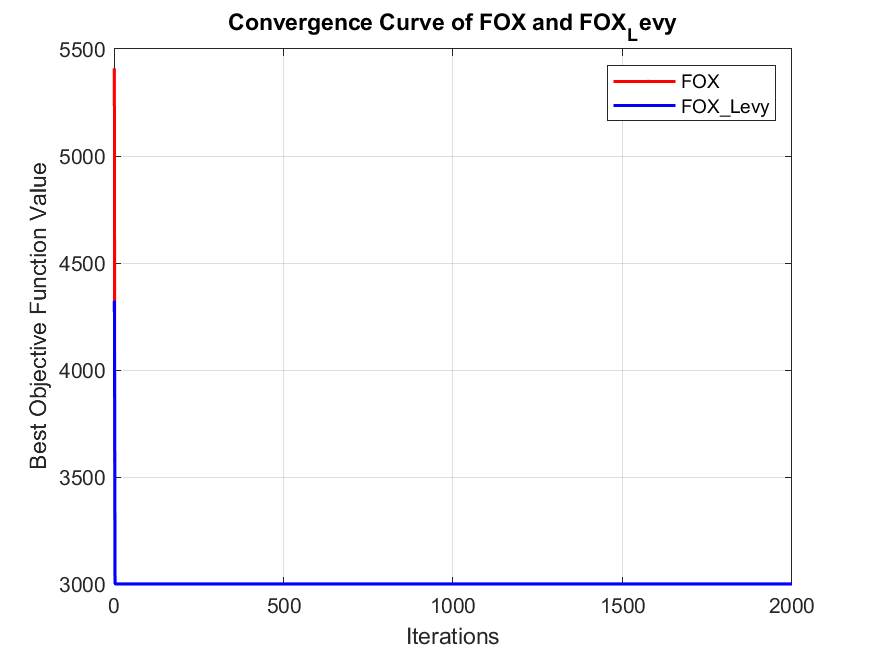 Convergence Curve of FOX and FOX_Levy
FOX
FOX_Levy
Best Objective Function Value
5500
5000
4500
4000
3500
3000
0 500 1000 1500 2000
Iterations